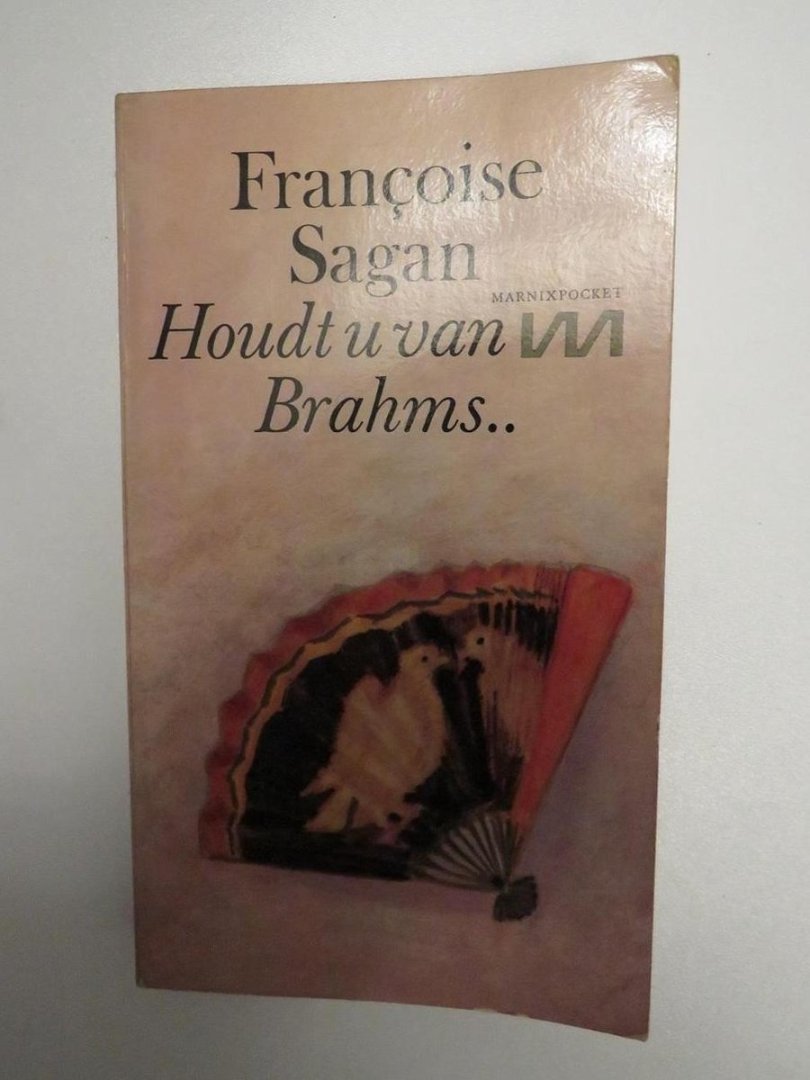 Françoise
Sagan
MARNIXPOCKET
Houdt u van
Brahms..